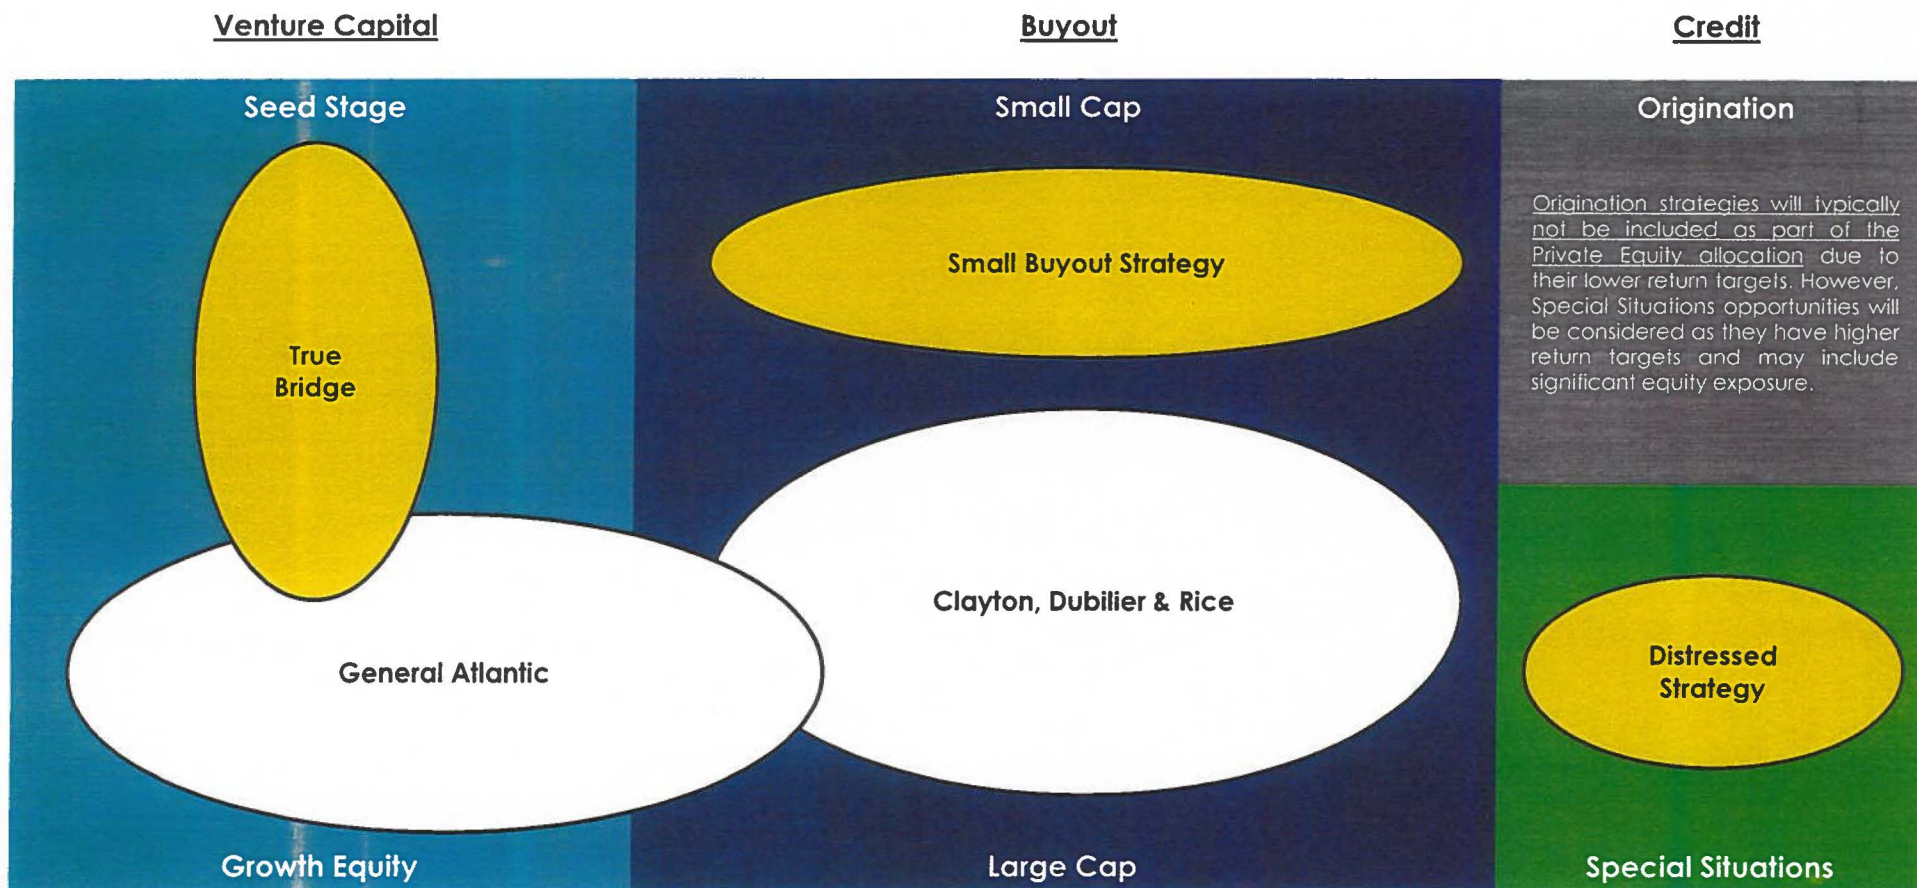 Venture Capital
Buyout
Credit
Seed Stage
Small Cap
Origination
Origination strategies will typically
not be included as part of the
Private Equity allocation due to
their lower return targets. However,
Special Situations opportunities will
be considered as they have higher
return targets and may include
significant equity exposure.
Small Buyout Strategy
True
Bridge
Clayton, Dubilier & Rice
General Atlantic
Distressed
Strategy
Growth Equity
Large Cap
Special Situations